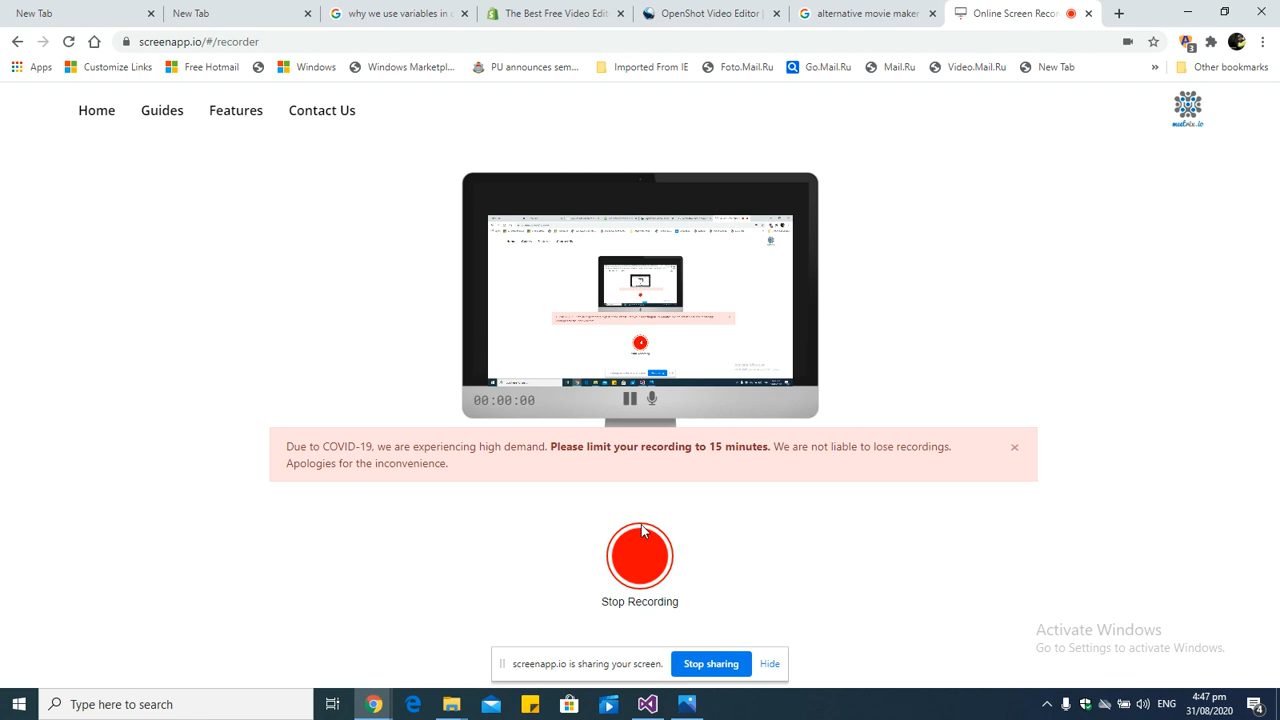 New Tab
New Tab
why we use variables in c
The Best Free Video Edit
OpenShot Video Editor |
alternative movie maker
Online Screen Reco
screenapp.io/#/recorder
3
Apps
Customize Links
Free Hotmail
Windows
Windows Marketpl...
PU announces sem...
Imported From IE
Foto.Mail.Ru
Go.Mail.Ru
Mail.Ru
Video.Mail.Ru
New Tab
»
Other bookmarks
Home
Guides
Features
Contact Us
00:00:00
Due to COVID-19, we are experiencing high demand. Please limit your recording to 15 minutes. We are not liable to lose recordings.
Apologies for the inconvenience.
Stop Recording
Activate Windows
Go to Settings to activate Windows.
screenapp.io is sharing your screen.
Stop sharing
Hide
Type here to search
ENG
4:47 pm
31/08/2020
4